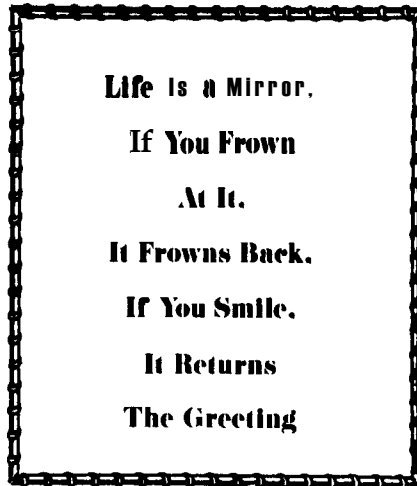 Life Is a Mirror,
If You Frown
At It,
It Frowns Back.
If You Smile,
It Returns
The Greeting